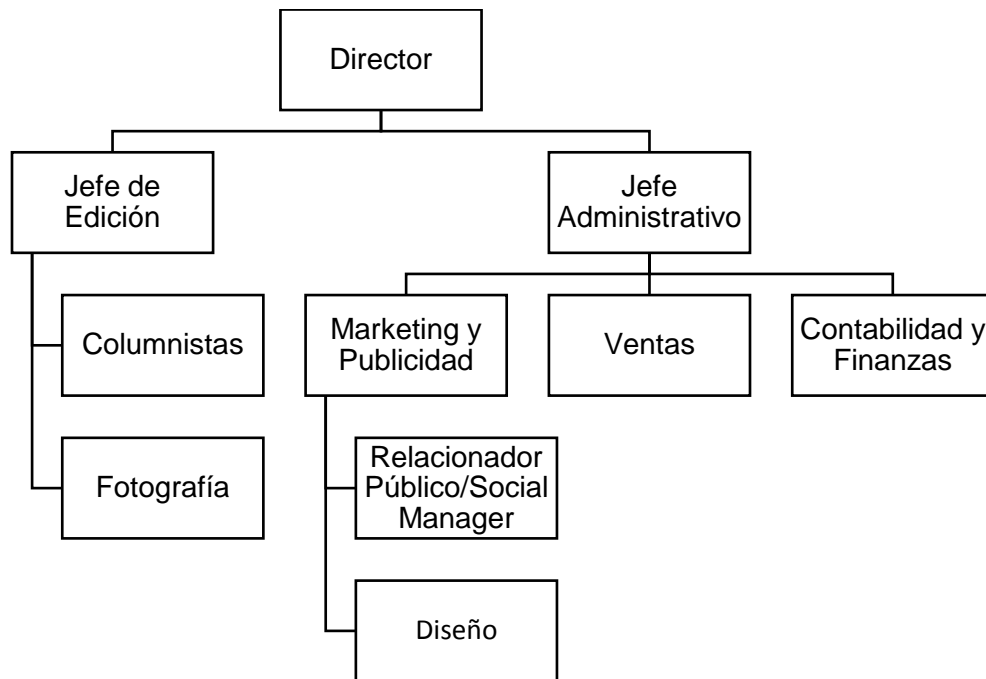 Director
Jefe de
Edición
Jefe
Administrativo
Columnistas
Marketing y
Publicidad
Ventas
Contabilidad y
Finanzas
Fotografía
Relacionador
Público/Social
Manager
Diseño